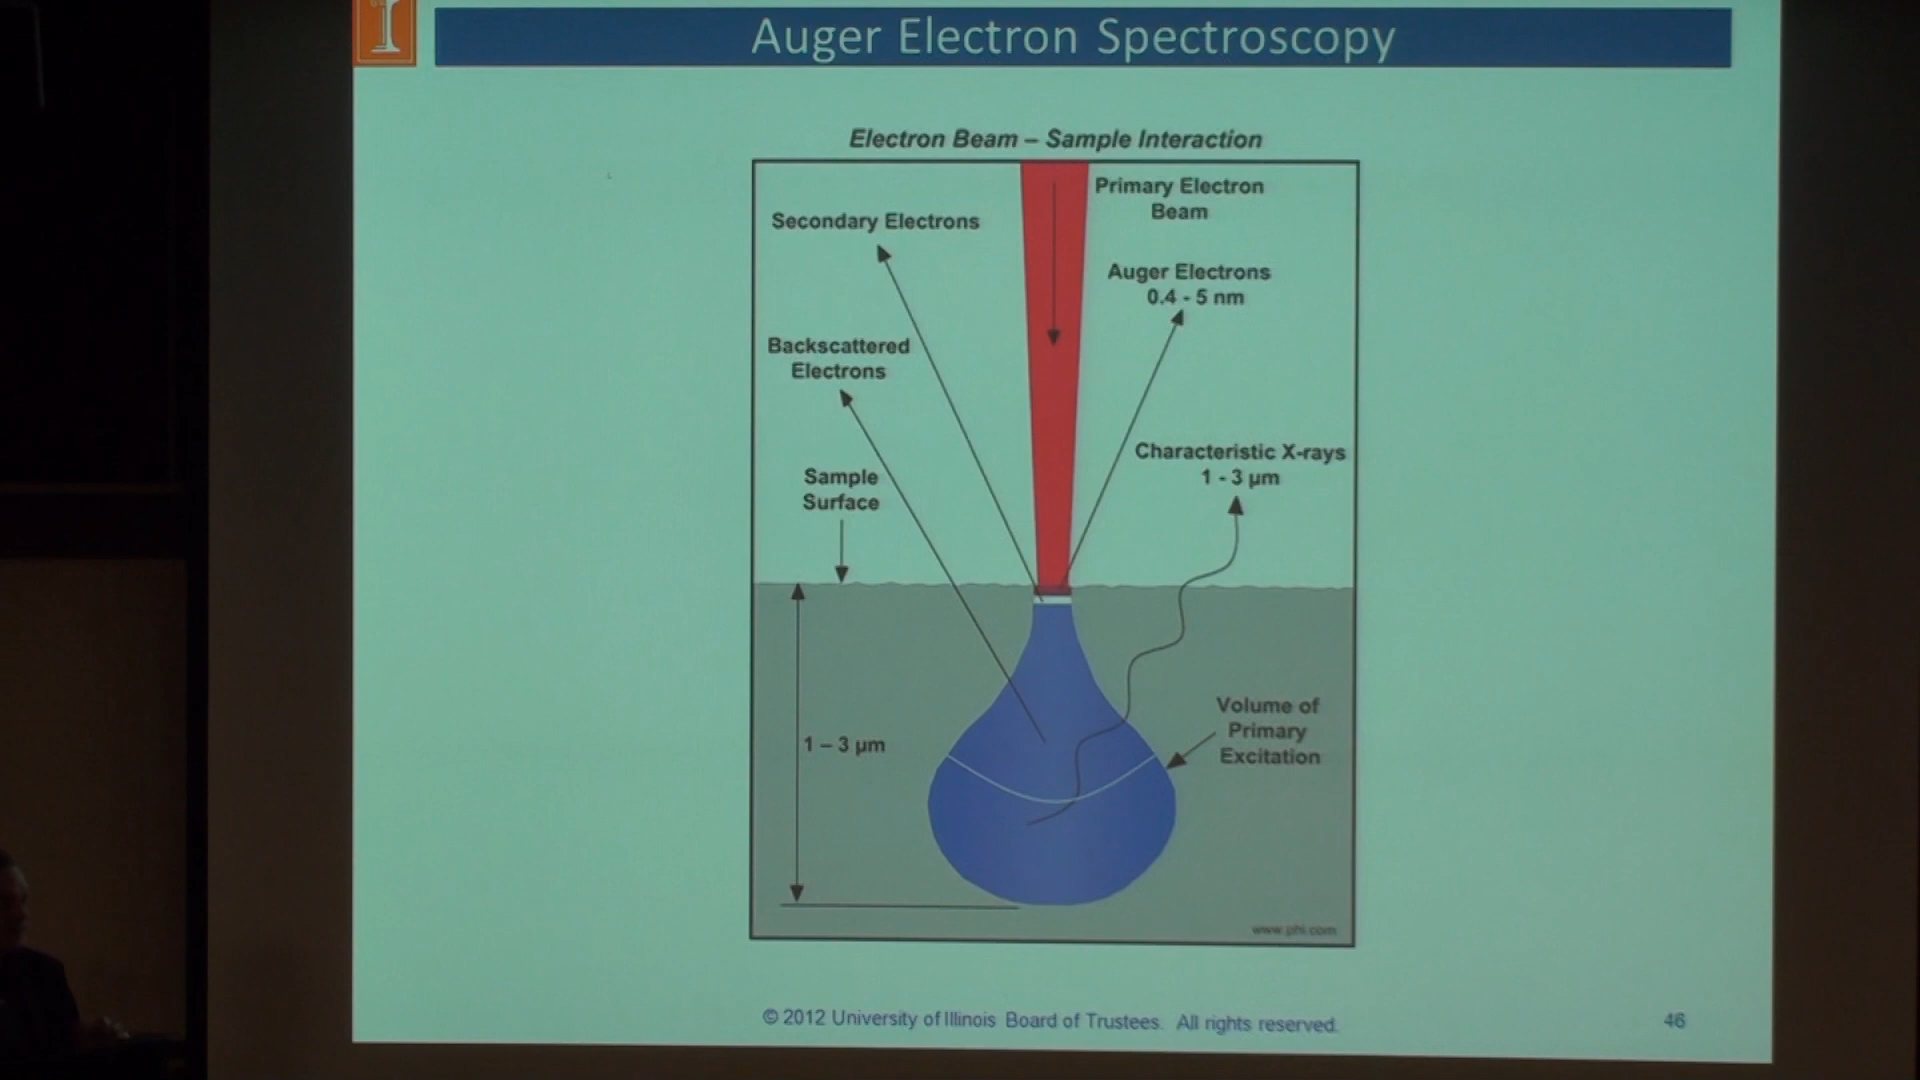 Auger Electron Spectroscopy
Electron Beam – Sample Interaction
Primary Electron
Beam
Secondary Electrons
Auger Electrons
0.4 - 5 nm
Backscattered
Electrons
Characteristic X-rays
1 - 3 µm
Sample
Surface
Volume of
Primary
Excitation
1 – 3 µm
www.phi.com
© 2012 University of Illinois Board of Trustees. All rights reserved.
46